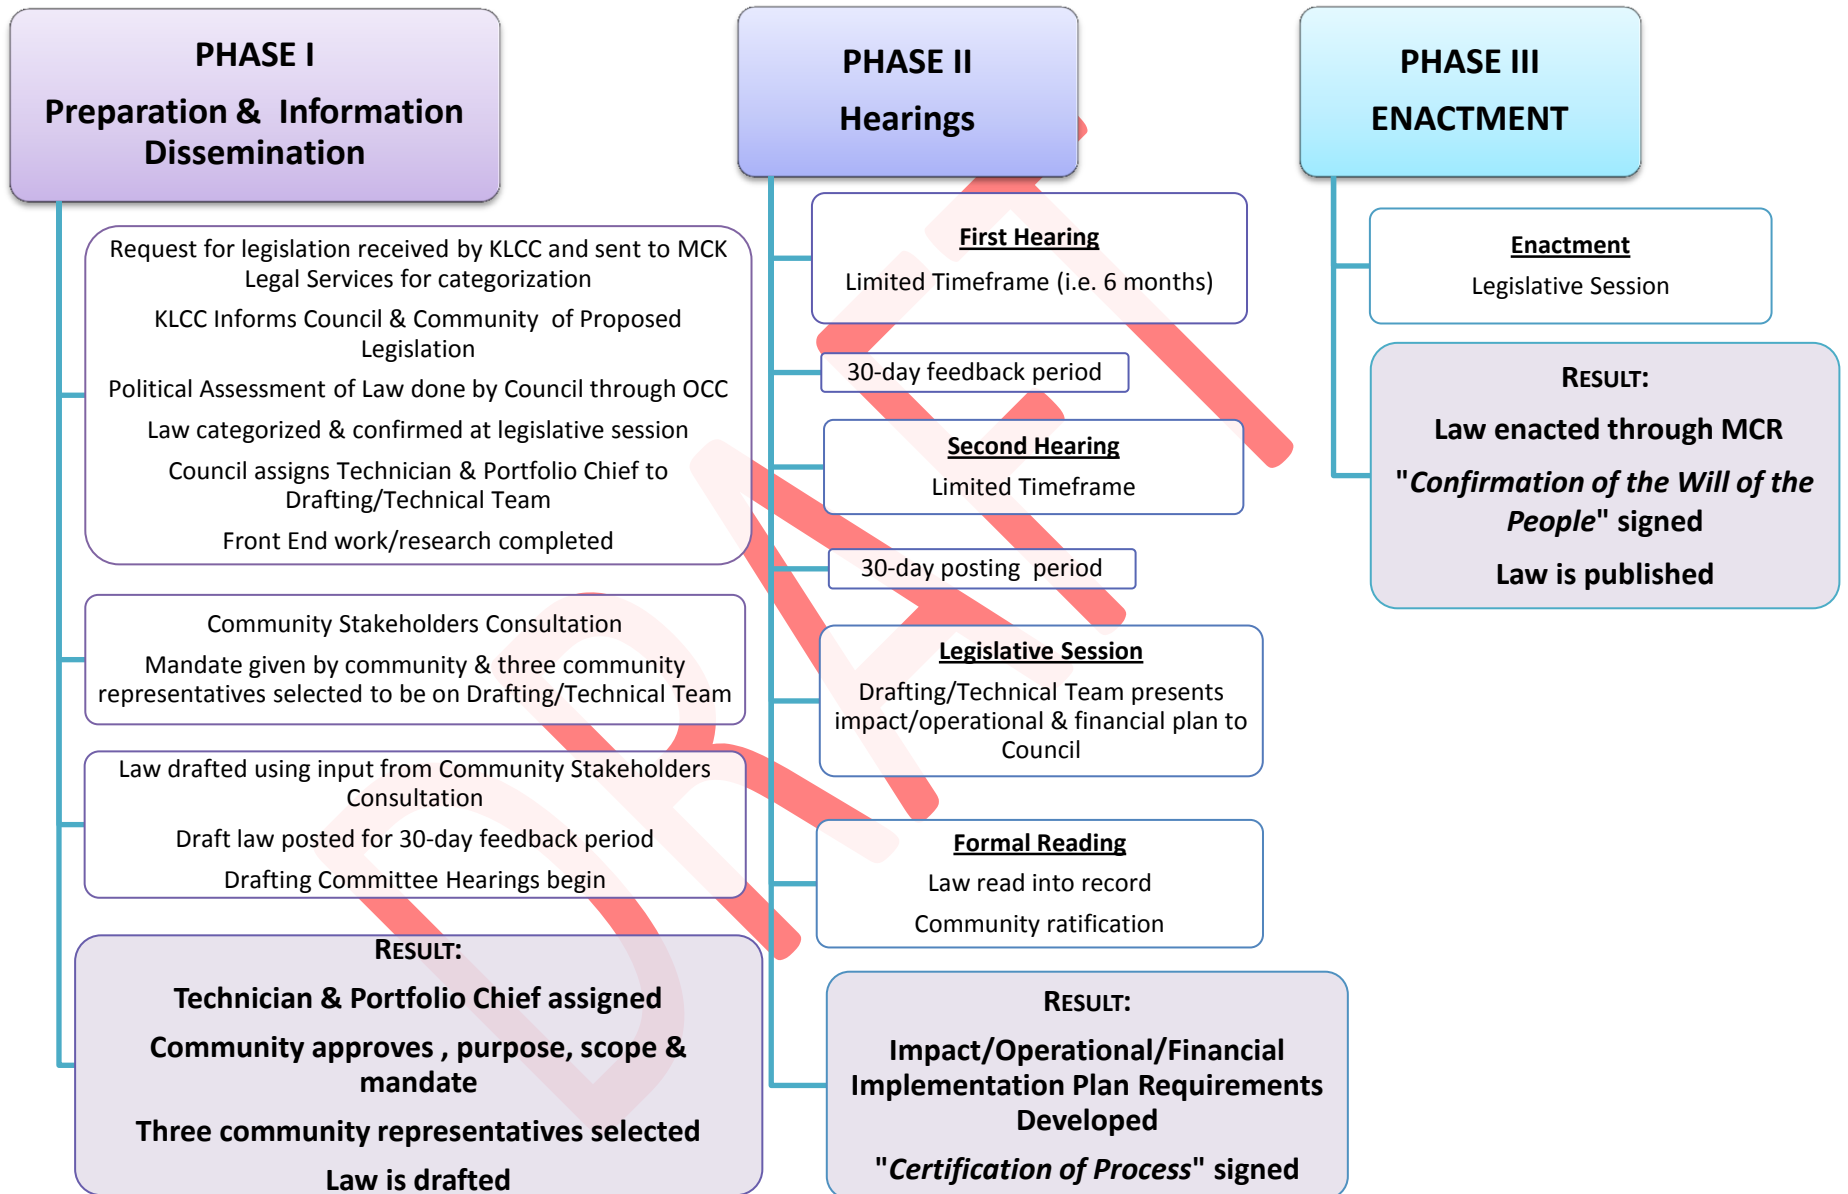 PHASE I
Preparation & Information
Dissemination
Request for legislation received by KLCC and sent to MCK
Legal Services for categorization
KLCC Informs Council & Community of Proposed
Legislation
Political Assessment of Law done by Council through OCC
Law categorized & confirmed at legislative session
Council assigns Technician & Portfolio Chief to
Drafting/Technical Team
Front End work/research completed
Community Stakeholders Consultation
Mandate given by community & three community
representatives selected to be on Drafting/Technical Team
Law drafted using input from Community Stakeholders
Consultation
Draft law posted for 30-day feedback period
Drafting Committee Hearings begin
RESULT:
Technician & Portfolio Chief assigned
Community approves , purpose, scope &
mandate
Three community representatives selected
Law is drafted
PHASE II
Hearings
First Hearing
Limited Timeframe (i.e. 6 months)
30-day feedback period
Second Hearing
Limited Timeframe
30-day posting period
Legislative Session
Drafting/Technical Team presents
impact/operational & financial plan to
Council
Formal Reading
Law read into record
Community ratification
RESULT:
Impact/Operational/Financial
Implementation Plan Requirements
Developed
"Certification of Process" signed
PHASE III
ENACTMENT
Enactment
Legislative Session
RESULT:
Law enacted through MCR
"Confirmation of the Will of the
People" signed
Law is published
DRAFT